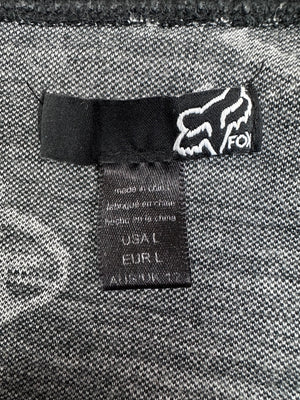 FOX
made in china
fabriqué en chine
hecho en la china
USA L
EUR L
AUS/UK 12